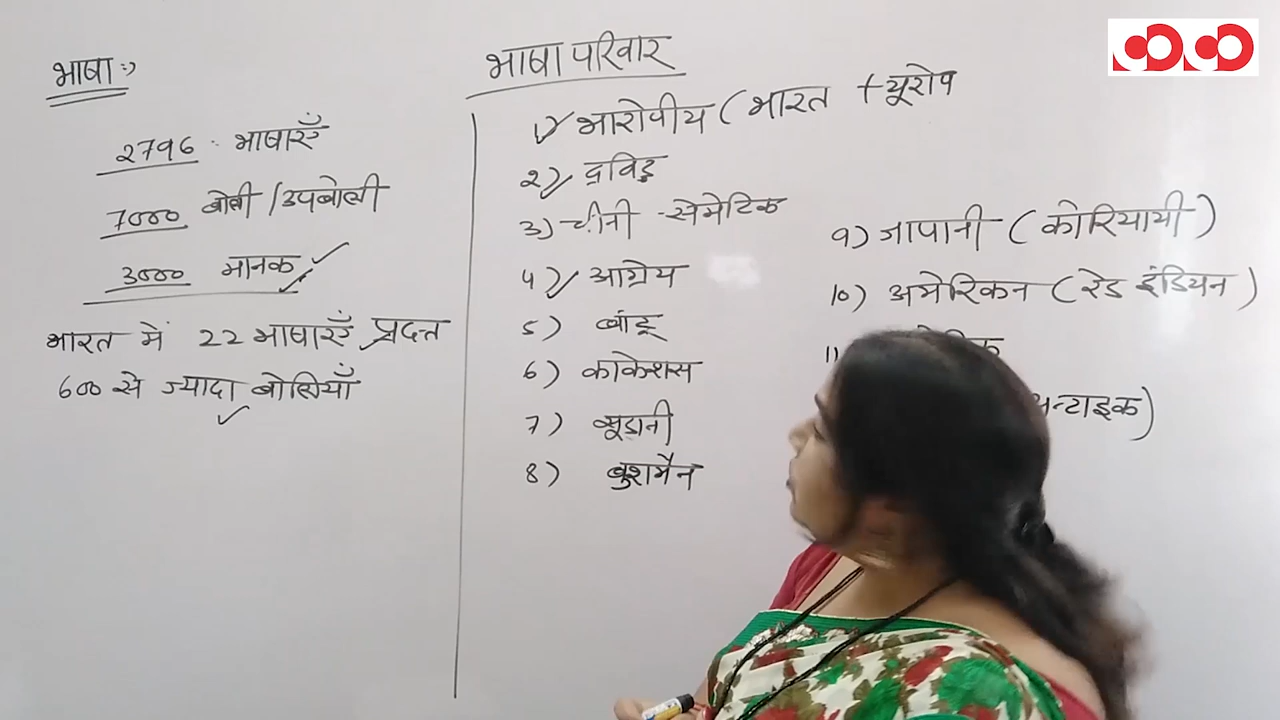 भाषा :→
2796 भाषाएँ
7000 बोली / उपबोली
3000 मानक
भारत में 22 भाषाएँ प्रदत्त
600 से ज्यादा बोलियाँ
भाषा परिवार
1) भारोपीय ( भारत + यूरोप
2) द्रविड़
3) चीनी - सेमेटिक
4) आग्नेय
5) बांटू
6) काकेशस
7) सूडानी
8) बुशमैन
9) जापानी ( कोरियायी )
10) अमेरिकन ( रेड इंडियन )
11